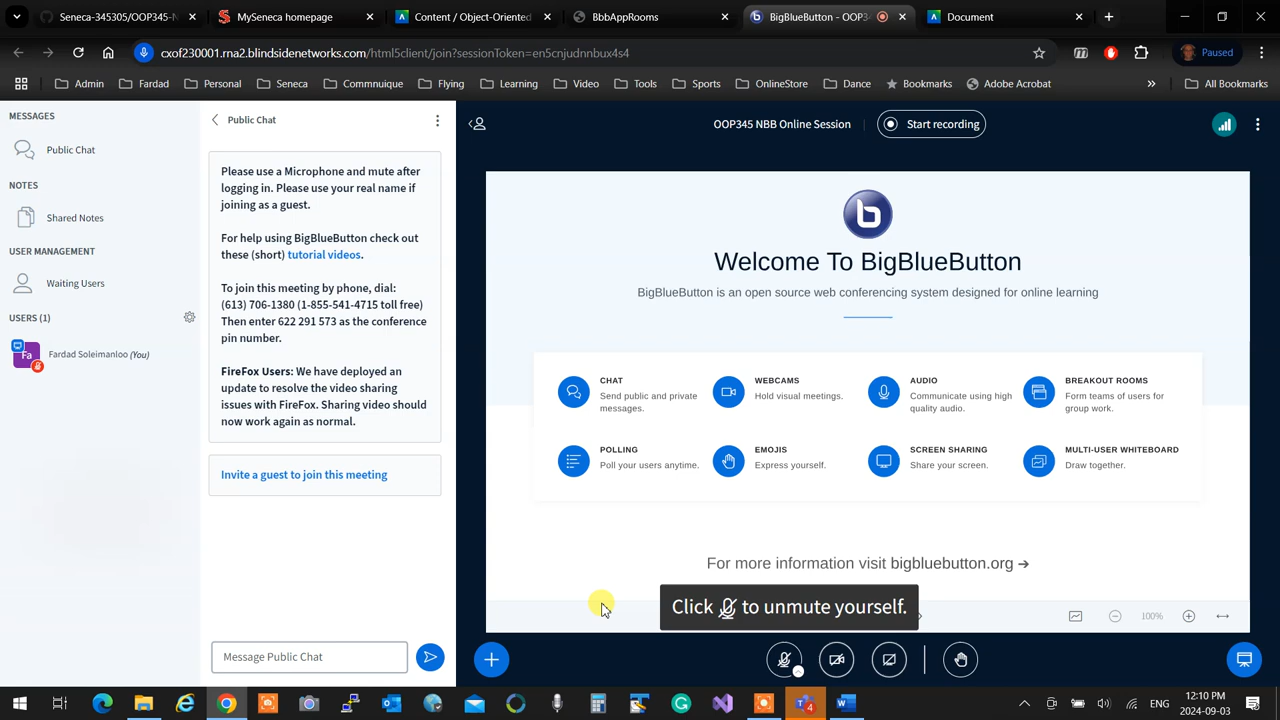 Seneca-345305/OOP345-N
MySeneca homepage
Content / Object-Oriented
BbbAppRooms
BigBlueButton - OOP3
Document
cxof230001.rna2.blindsidenetworks.com/html5client/join?sessionToken=en5cnjudnnbux4s4
Paused
Admin
Fardad
Personal
Seneca
Commnuique
Flying
Learning
Video
Tools
Sports
OnlineStore
Dance
Bookmarks
Adobe Acrobat
All Bookmarks
MESSAGES
Public Chat
NOTES
Shared Notes
USER MANAGEMENT
Waiting Users
USERS (1)
Fa
Fardad Soleimanloo (You)
Public Chat
Please use a Microphone and mute after
logging in. Please use your real name if
joining as a guest.
For help using BigBlueButton check out
these (short) tutorial videos.
To join this meeting by phone, dial:
(613) 706-1380 (1-855-541-4715 toll free)
Then enter 622 291 573 as the conference
pin number.
FireFox Users: We have deployed an
update to resolve the video sharing
issues with FireFox. Sharing video should
now work again as normal.
Invite a guest to join this meeting
Message Public Chat
OOP345 NBB Online Session
Start recording
b
Welcome To BigBlueButton
BigBlueButton is an open source web conferencing system designed for online learning
CHAT
Send public and private
messages.
WEBCAMS
Hold visual meetings.
AUDIO
Communicate using high
quality audio.
BREAKOUT ROOMS
Form teams of users for
group work.
POLLING
Poll your users anytime.
EMOJIS
Express yourself.
SCREEN SHARING
Share your screen.
MULTI-USER WHITEBOARD
Draw together.
For more information visit bigbluebutton.org →
Click to unmute yourself.
100%
ENG
12:10 PM
2024-09-03